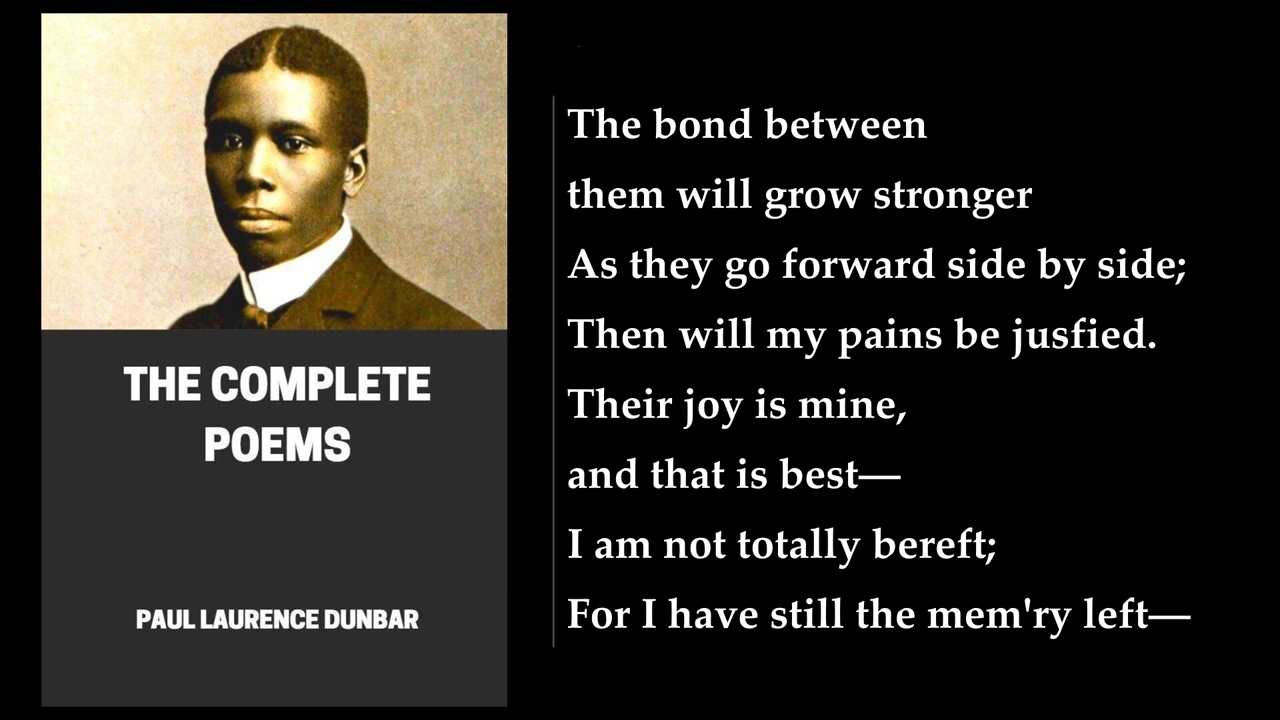 THE COMPLETE
POEMS
PAUL LAURENCE DUNBAR
The bond between
them will grow stronger
As they go forward side by side;
Then will my pains be jusfied.
Their joy is mine,
and that is best—
I am not totally bereft;
For I have still the mem'ry left—